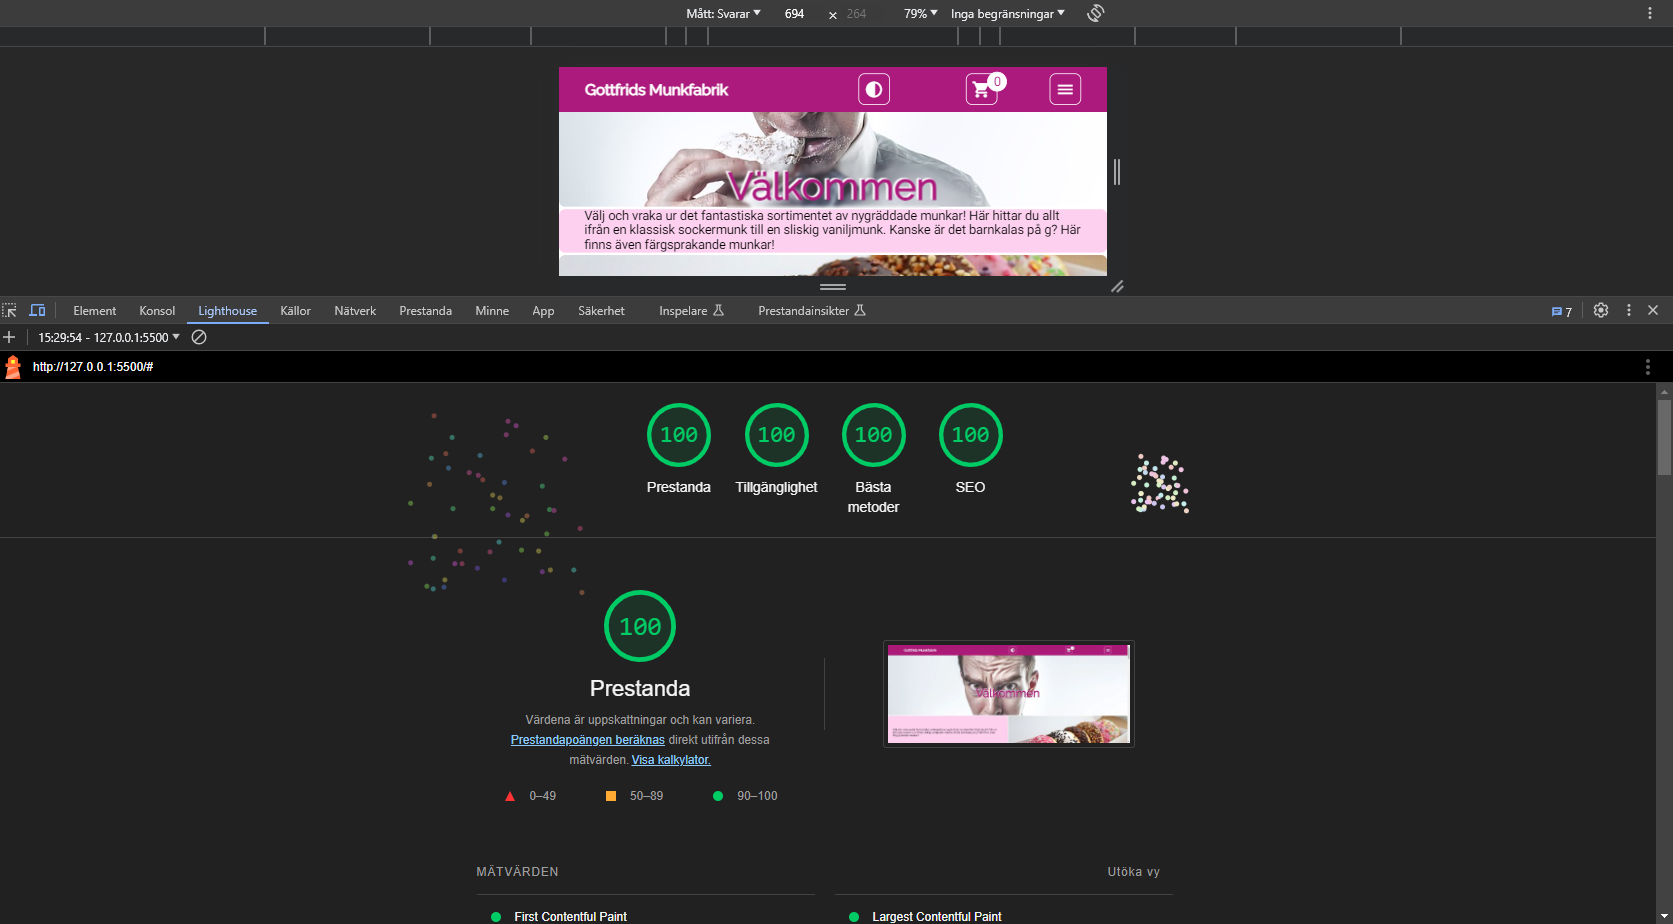 Mått: Svarar 694 × 264 79% Inga begränsningar
Gottfrids Munkfabrik 0
Välkommen
Välj och vraka ur det fantastiska sortimentet av nygräddade munkar! Här hittar du allt
ifrån en klassisk sockermunk till en sliskig vaniljmunk. Kanske är det barnkalas på g? Här
finns även färgsprakande munkar!
Element Konsol Lighthouse Källor Nätverk Prestanda Minne App Säkerhet Inspelare Prestandainsikter 7
15:29:54 - 127.0.0.1:5500
http://127.0.0.1:5500/#
100 100 100 100
Prestanda Tillgänglighet Bästa metoder SEO
100
Gottfrids Munkfabrik
Välkommen
Prestanda
Värdena är uppskattningar och kan variera.
Prestandapoängen beräknas direkt utifrån dessa
mätvärden. Visa kalkylator.
0–49 50–89 90–100
MÄTVÄRDEN Utöka vy
First Contentful Paint Largest Contentful Paint